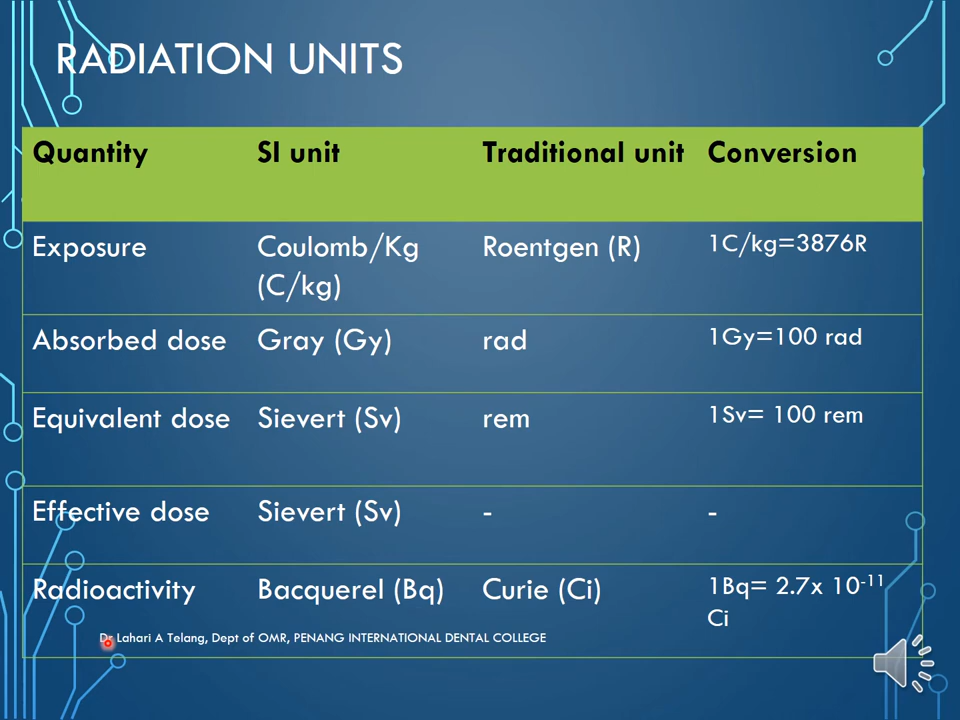 RADIATION UNITS
Quantity SI unit Traditional unit Conversion
Exposure Coulomb/Kg (C/kg) Roentgen (R) 1C/kg=3876R
Absorbed dose Gray (Gy) rad 1Gy=100 rad
Equivalent dose Sievert (Sv) rem 1Sv= 100 rem
Effective dose Sievert (Sv) - -
Radioactivity Bacquerel (Bq) Curie (Ci) 1Bq= 2.7x 10⁻¹¹ Ci
Dr Lahari A Telang, Dept of OMR, PENANG INTERNATIONAL DENTAL COLLEGE